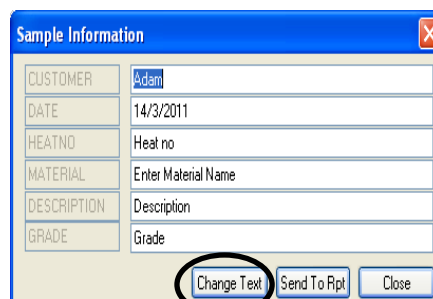 Sample Information
CUSTOMER Adam
DATE 14/3/2011
HEATNO Heat no
MATERIAL Enter Material Name
DESCRIPTION Description
GRADE Grade
Change Text Send To Rpt Close